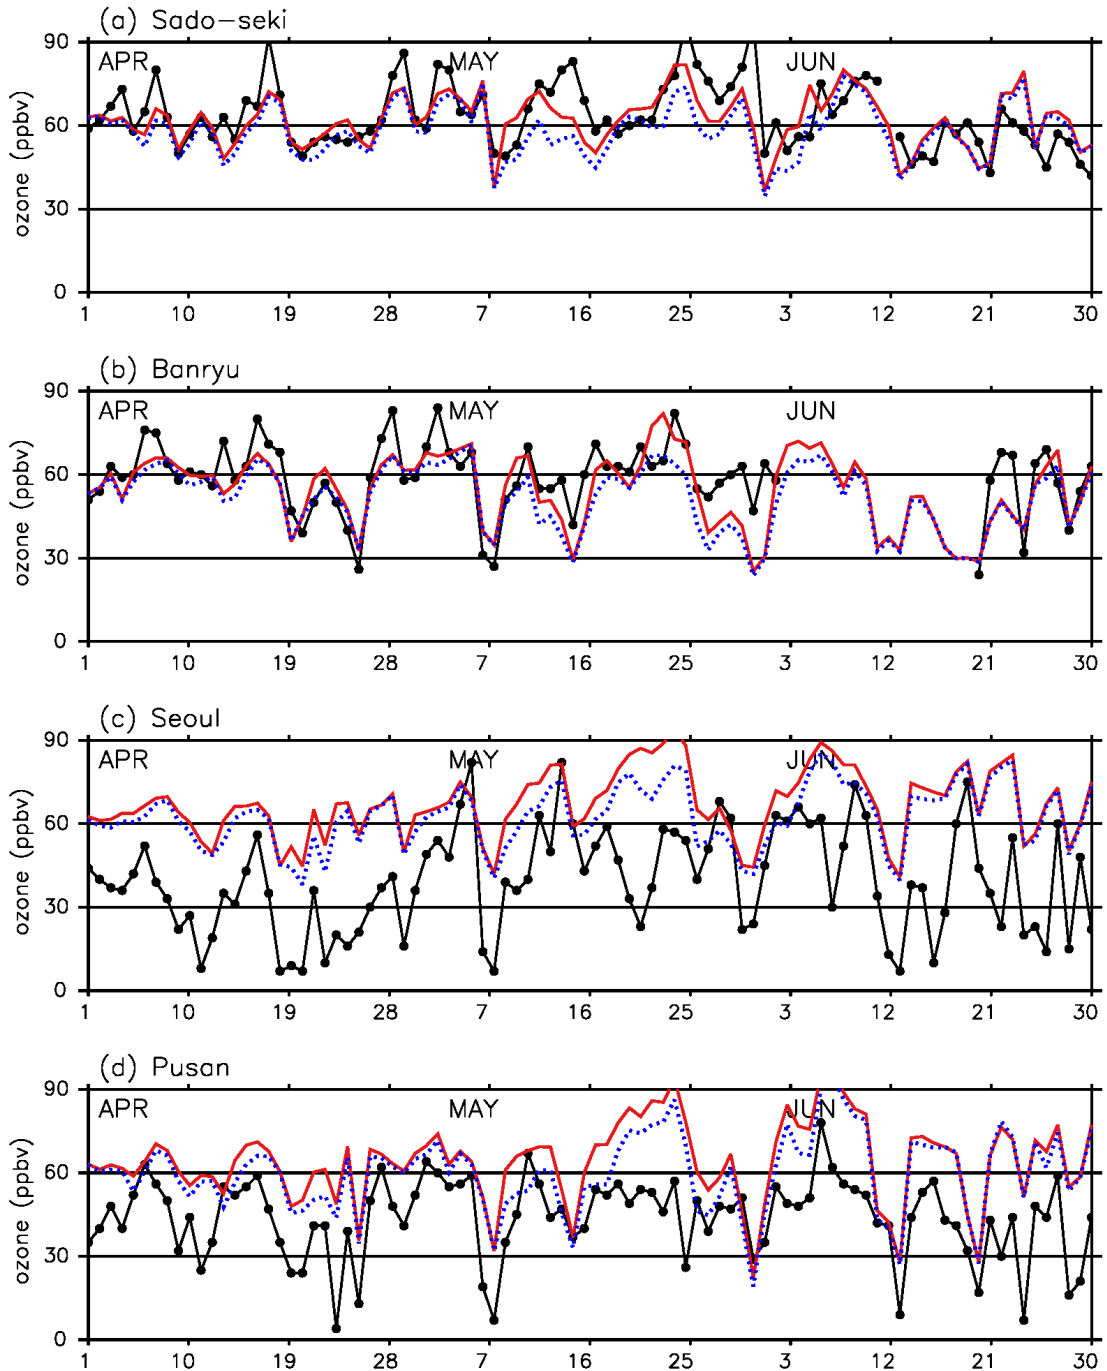 (a) Sado-seki
90
APR MAY JUN
60
ozone (ppbv)
30
0
1 10 19 28 7 16 25 3 12 21 30
(b) Banryu
90
APR MAY JUN
60
ozone (ppbv)
30
0
1 10 19 28 7 16 25 3 12 21 30
(c) Seoul
90
APR MAY JUN
60
ozone (ppbv)
30
0
1 10 19 28 7 16 25 3 12 21 30
(d) Pusan
90
APR MAY JUN
60
ozone (ppbv)
30
0
1 10 19 28 7 16 25 3 12 21 30